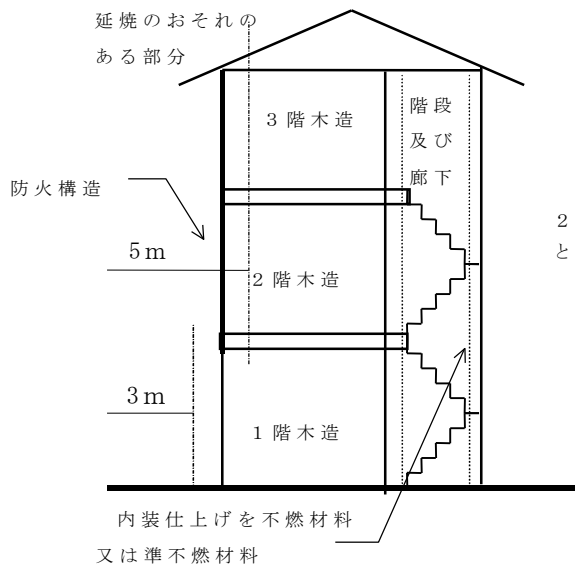 延焼のおそれの
ある部分
3階木造
階段
及び
廊下
防火構造
5m
2階木造
2
と
3m
1階木造
内装仕上げを不燃材料
又は準不燃材料